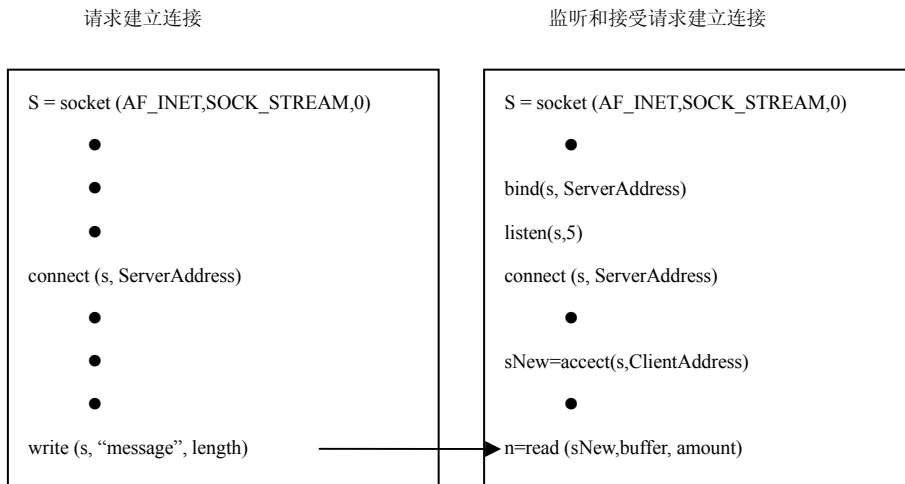 请求建立连接
监听和接受请求建立连接
S = socket (AF_INET,SOCK_STREAM,0)
connect (s, ServerAddress)
write (s, “message”, length)
S = socket (AF_INET,SOCK_STREAM,0)
bind(s, ServerAddress)
listen(s,5)
connect (s, ServerAddress)
sNew=accect(s,ClientAddress)
n=read (sNew,buffer, amount)